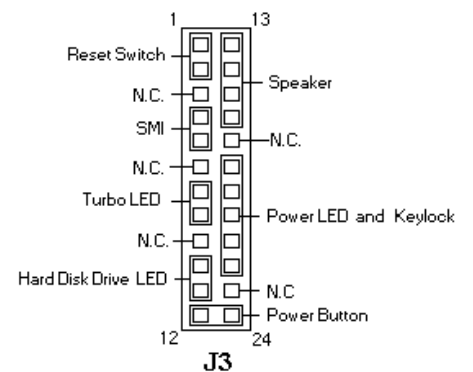 1 13
Reset Switch
Speaker
N.C.
SMI
N.C.
N.C.
Turbo LED
Power LED and Keylock
N.C.
Hard Disk Drive LED
N.C
Power Button
12 24
J3